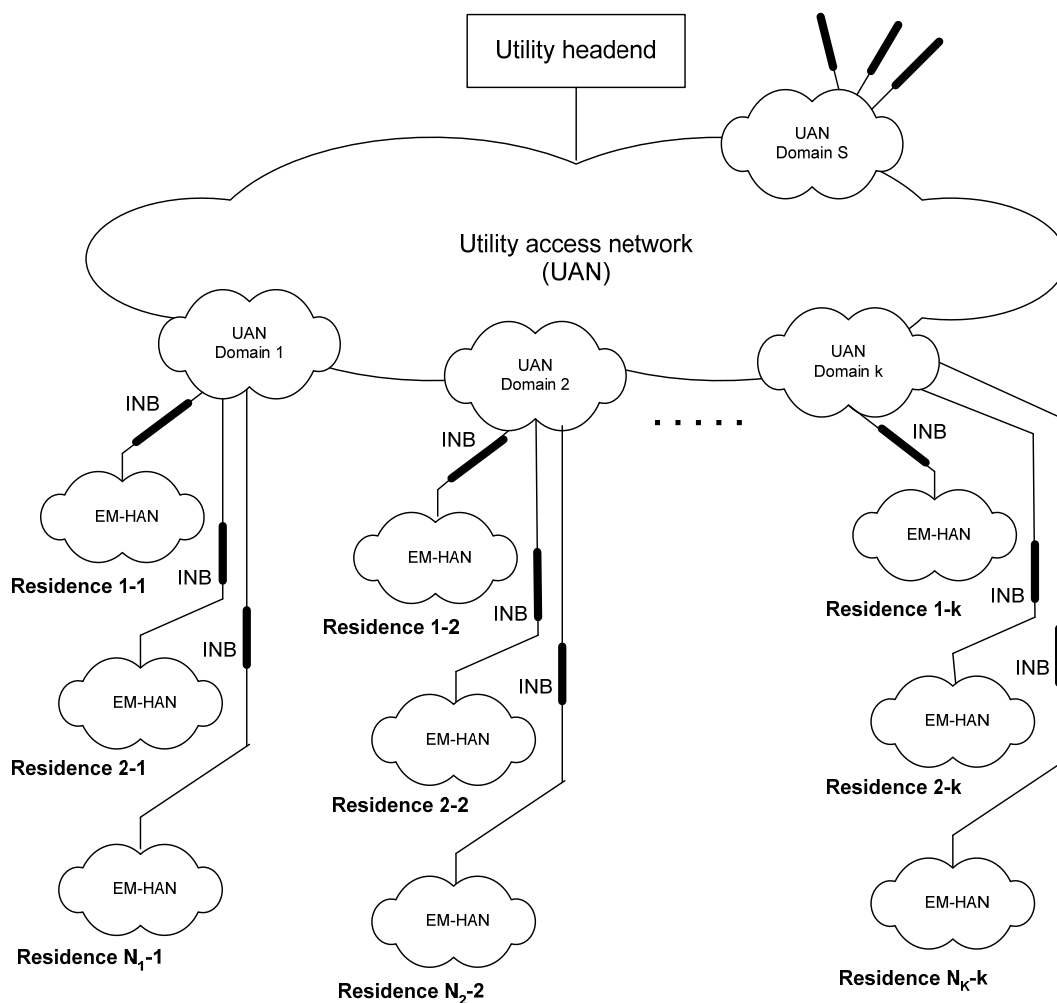 Utility headend
UAN
Domain S
Utility access network
(UAN)
UAN
Domain 1
UAN
Domain 2
UAN
Domain k
INB
INB
INB
.....
EM-HAN
EM-HAN
EM-HAN
Residence 1-1
Residence 1-2
Residence 1-k
INB
INB
INB
INB
INB
INB
EM-HAN
EM-HAN
EM-HAN
Residence 2-1
Residence 2-2
Residence 2-k
EM-HAN
EM-HAN
EM-HAN
Residence N₁-1
Residence N₂-2
Residence Nₖ-k